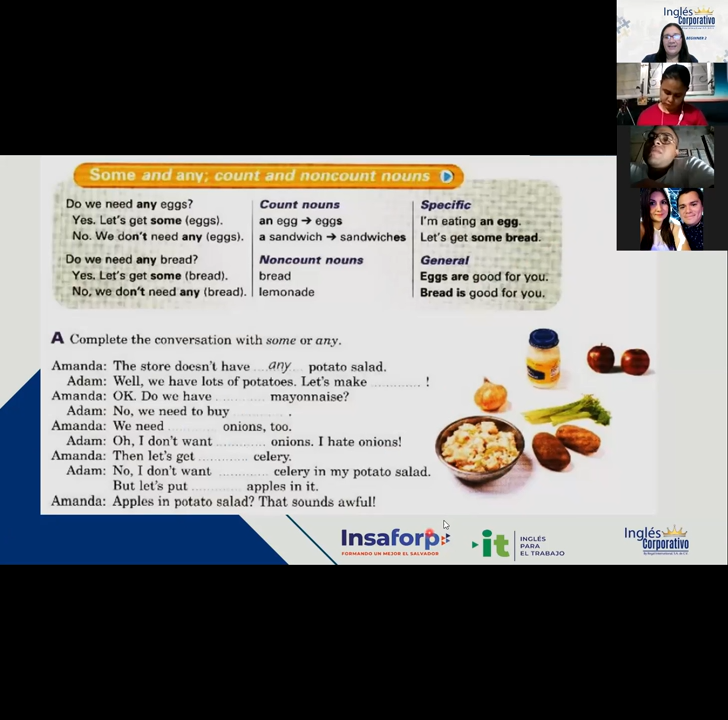 Inglés
Corporativo
BEGINNER 2
Some and any; count and noncount nouns
Do we need any eggs?
Yes. Let's get some (eggs).
No. We don't need any (eggs).
Do we need any bread?
Yes. Let's get some (bread).
No, we don't need any (bread).
Count nouns
an egg → eggs
a sandwich → sandwiches
Noncount nouns
bread
lemonade
Specific
I'm eating an egg.
Let's get some bread.
General
Eggs are good for you.
Bread is good for you.
A Complete the conversation with some or any.
Amanda: The store doesn't have any potato salad.
Adam: Well, we have lots of potatoes. Let's make ............ !
Amanda: OK. Do we have ............ mayonnaise?
Adam: No, we need to buy ............ .
Amanda: We need ............ onions, too.
Adam: Oh, I don't want ............ onions. I hate onions!
Amanda: Then let's get ............ celery.
Adam: No, I don't want ............ celery in my potato salad.
But let's put ............ apples in it.
Amanda: Apples in potato salad? That sounds awful!
Insaforp
FORMANDO UN MEJOR EL SALVADOR
it
INGLÉS
PARA
EL TRABAJO
Inglés
Corporativo